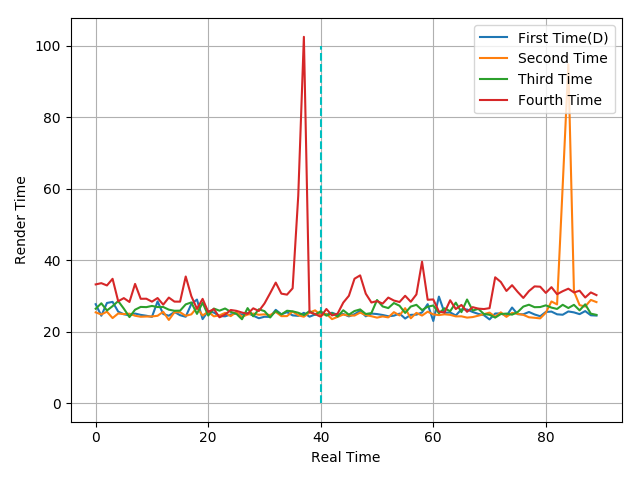 First Time(D)
Second Time
Third Time
Fourth Time
100
80
60
40
20
0
Render Time
0 20 40 60 80
Real Time